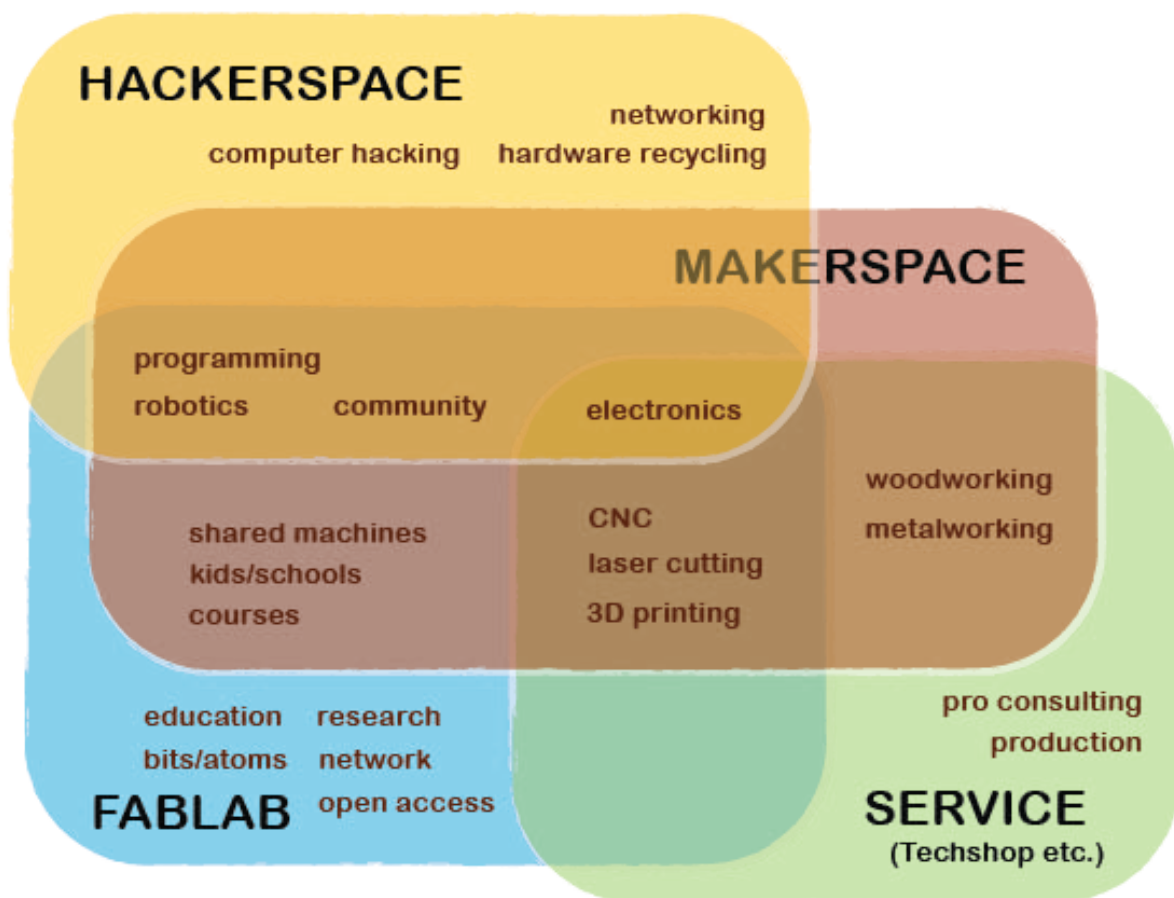 HACKERSPACE
networking
computer hacking hardware recycling
MAKERSPACE
programming
robotics community electronics
woodworking
metalworking
shared machines
kids/schools
courses
CNC
laser cutting
3D printing
education research
bits/atoms network
open access
FABLAB
pro consulting
production
SERVICE
(Techshop etc.)